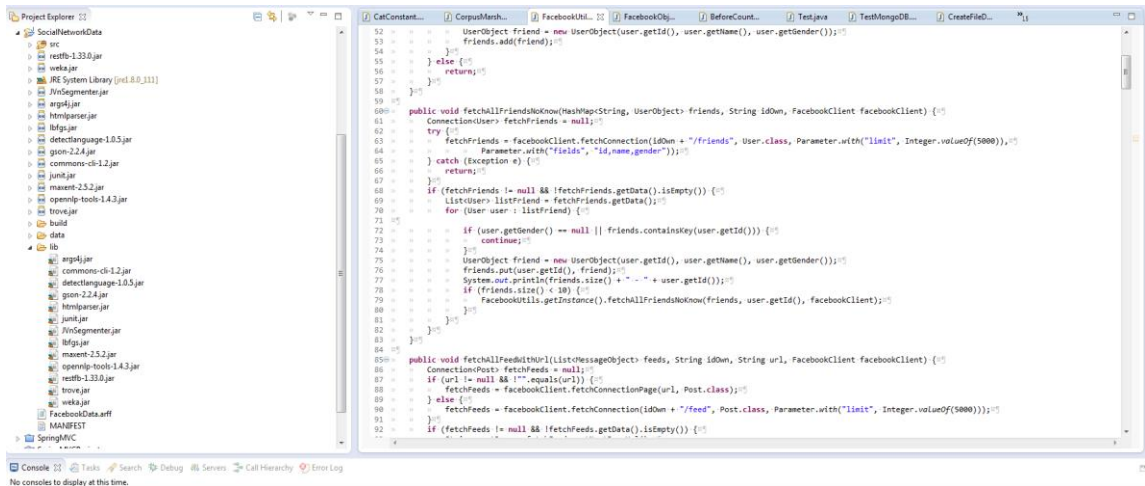 Project Explorer
SocialNetworkData
src
restfb-1.33.0.jar
weka.jar
JRE System Library [jre1.8.0_111]
JVnSegmenter.jar
args4j.jar
htmlparser.jar
lbfgs.jar
detectlanguage-1.0.5.jar
gson-2.2.4.jar
commons-cli-1.2.jar
junit.jar
maxent-2.5.2.jar
opennlp-tools-1.4.3.jar
trove.jar
build
data
lib
args4j.jar
commons-cli-1.2.jar
detectlanguage-1.0.5.jar
gson-2.2.4.jar
htmlparser.jar
junit.jar
JVnSegmenter.jar
lbfgs.jar
maxent-2.5.2.jar
opennlp-tools-1.4.3.jar
restfb-1.33.0.jar
trove.jar
weka.jar
FacebookData.arff
MANIFEST
SpringMVC
CatConstant.... CorpusMarsh... FacebookUtil... FacebookObj... BeforeCount... Test.java TestMongoDB.... CreateFileD... »11
52 UserObject friend = new UserObject(user.getId(), user.getName(), user.getGender());
53 friends.add(friend);
54 }
55 } else {
56 return;
57 }
58 }
59
60 public void fetchAllFriendsNoKnow(HashMap<String, UserObject> friends, String idOwn, FacebookClient facebookClient) {
61 Connection<User> fetchFriends = null;
62 try {
63 fetchFriends = facebookClient.fetchConnection(idOwn + "/friends", User.class, Parameter.with("limit", Integer.valueOf(5000)),
64 Parameter.with("fields", "id,name,gender"));
65 } catch (Exception e) {
66 return;
67 }
68 if (fetchFriends != null && !fetchFriends.getData().isEmpty()) {
69 List<User> listFriend = fetchFriends.getData();
70 for (User user : listFriend) {
71
72 if (user.getGender() == null || friends.containsKey(user.getId())) {
73 continue;
74 }
75 UserObject friend = new UserObject(user.getId(), user.getName(), user.getGender());
76 friends.put(user.getId(), friend);
77 System.out.println(friends.size() + " - " + user.getId());
78 if (friends.size() < 10) {
79 FacebookUtils.getInstance().fetchAllFriendsNoKnow(friends, user.getId(), facebookClient);
80 }
81 }
82 }
83 }
84
85 public void fetchAllFeedWithUrl(List<MessageObject> feeds, String idOwn, String url, FacebookClient facebookClient) {
86 Connection<Post> fetchFeeds = null;
87 if (url != null && !"".equals(url)) {
88 fetchFeeds = facebookClient.fetchConnectionPage(url, Post.class);
89 } else {
90 fetchFeeds = facebookClient.fetchConnection(idOwn + "/feed", Post.class, Parameter.with("limit", Integer.valueOf(5000)));
91 }
92 if (fetchFeeds != null && !fetchFeeds.getData().isEmpty()) {
Console Tasks Search Debug Servers Call Hierarchy Error Log
No consoles to display at this time.